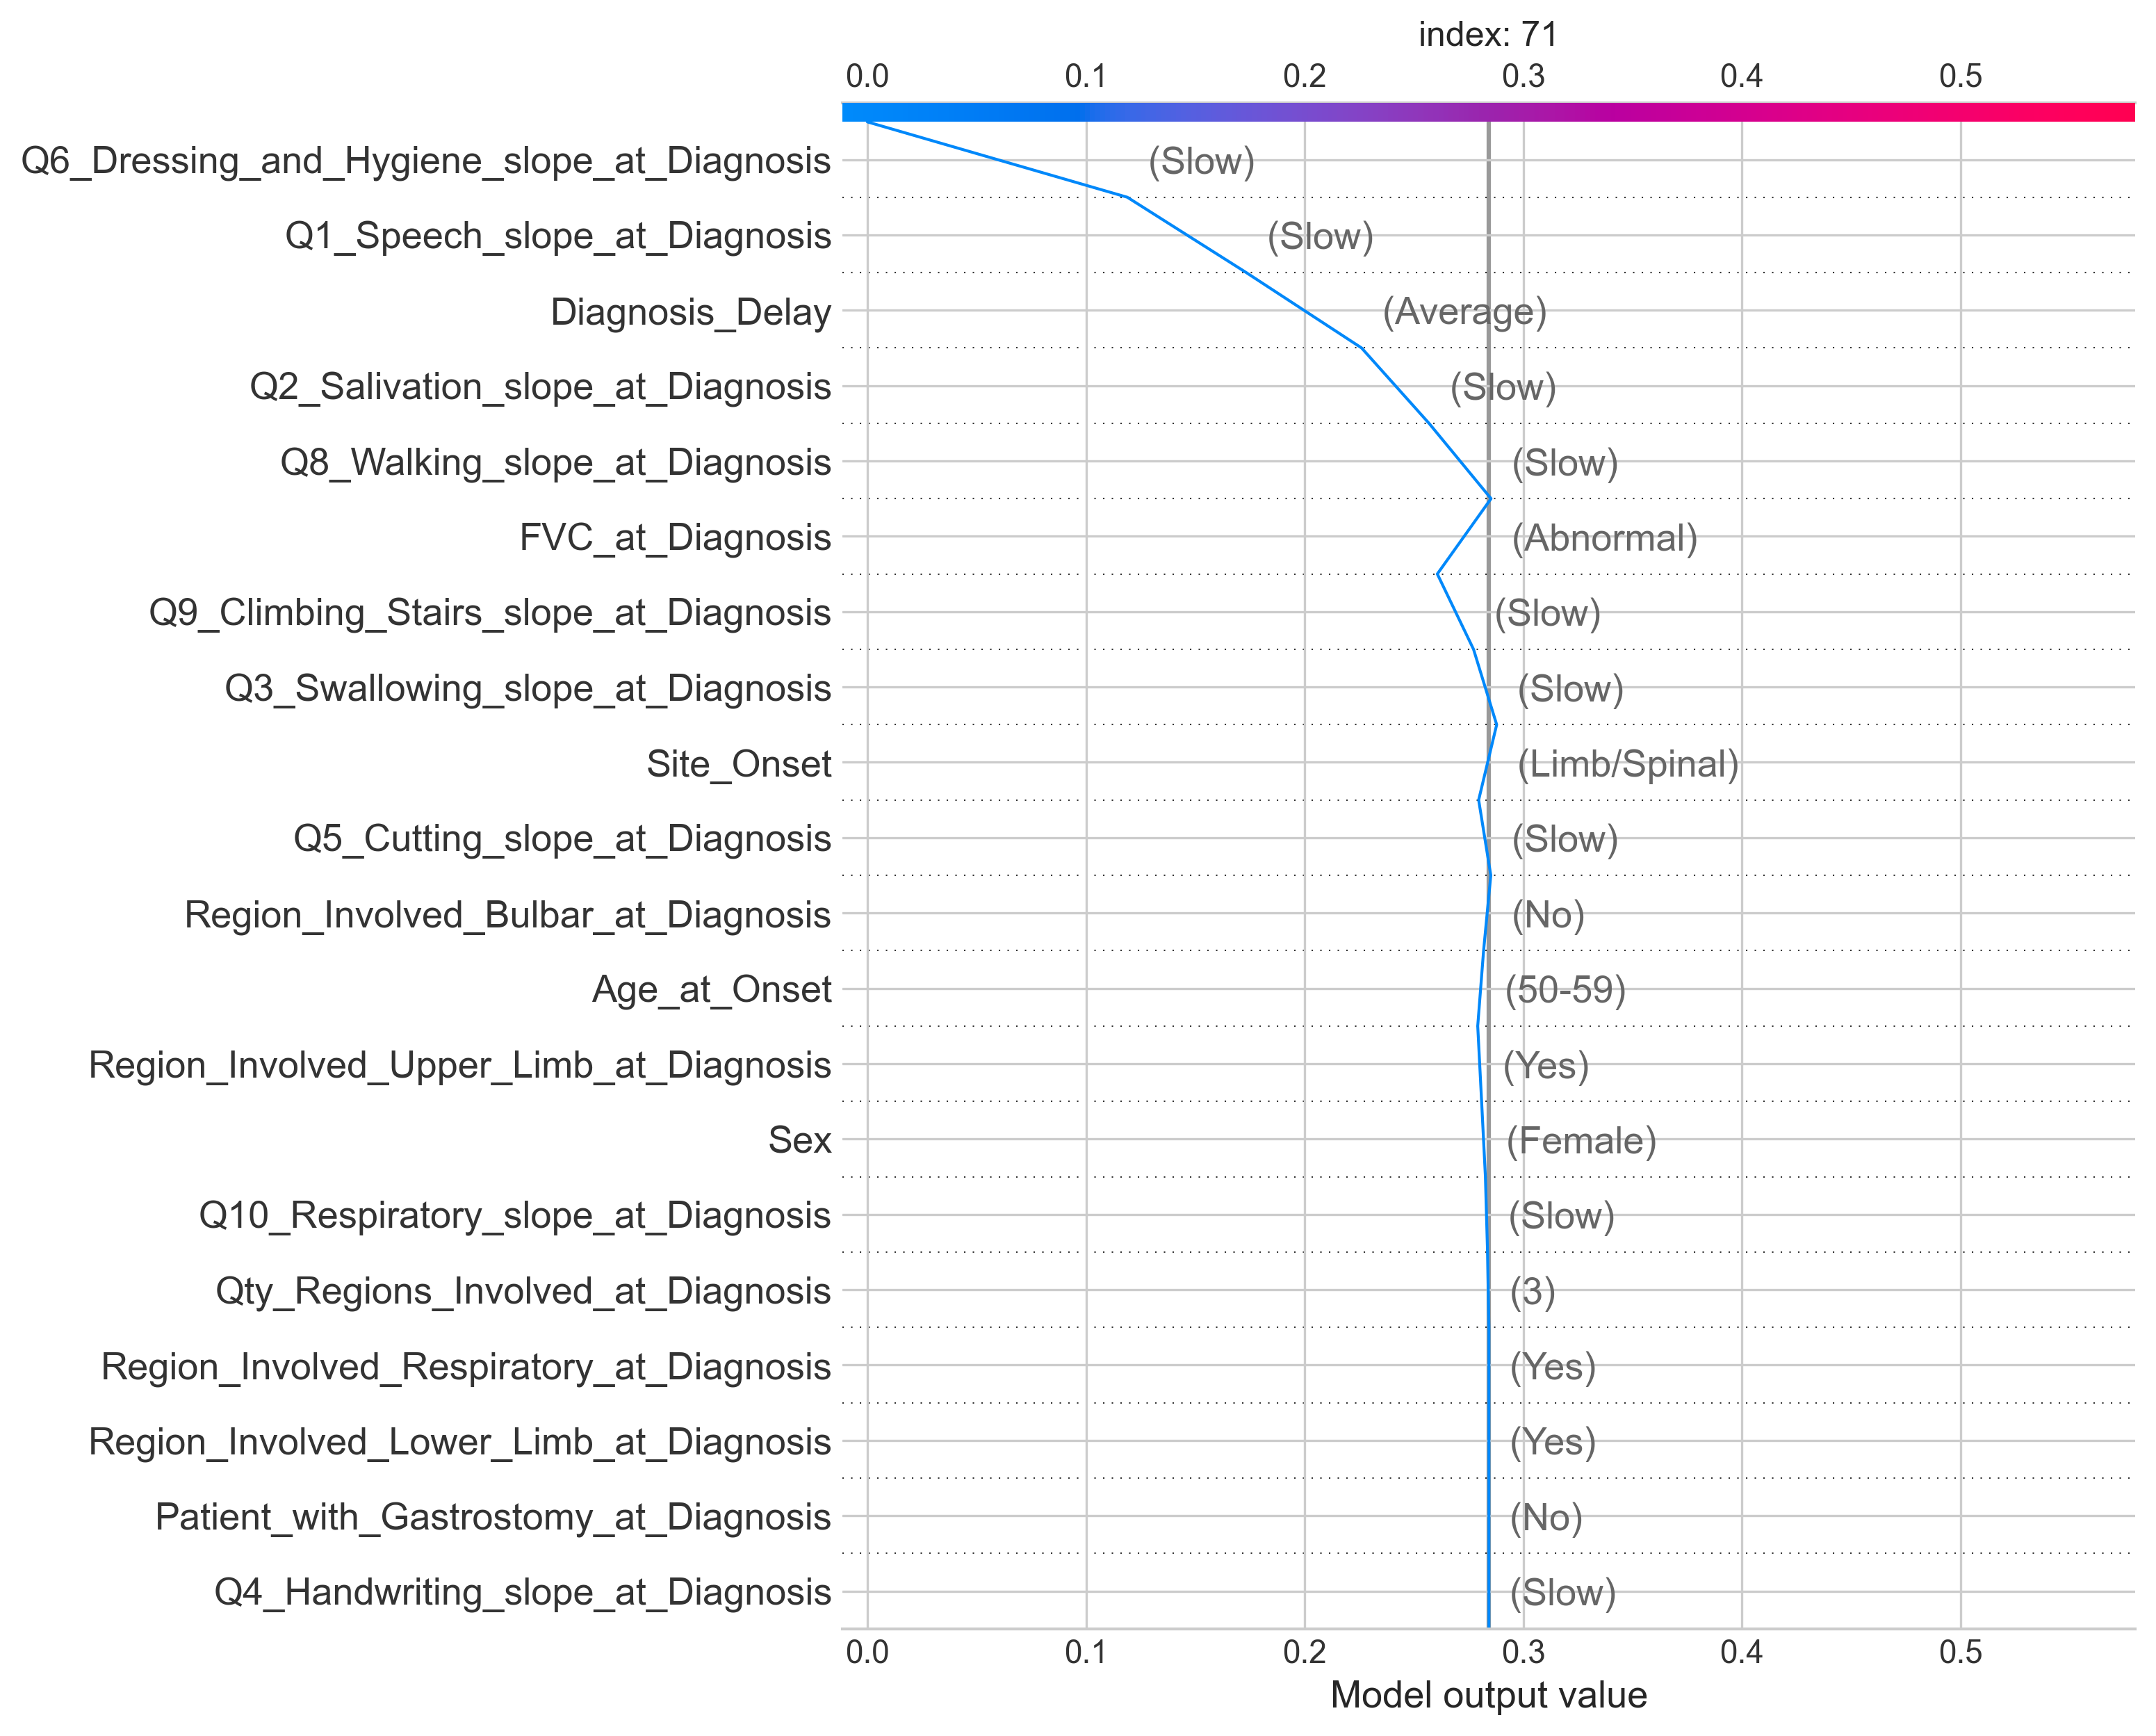 index: 71
0.0 0.1 0.2 0.3 0.4 0.5
Q6_Dressing_and_Hygiene_slope_at_Diagnosis (Slow)
Q1_Speech_slope_at_Diagnosis (Slow)
Diagnosis_Delay (Average)
Q2_Salivation_slope_at_Diagnosis (Slow)
Q8_Walking_slope_at_Diagnosis (Slow)
FVC_at_Diagnosis (Abnormal)
Q9_Climbing_Stairs_slope_at_Diagnosis (Slow)
Q3_Swallowing_slope_at_Diagnosis (Slow)
Site_Onset (Limb/Spinal)
Q5_Cutting_slope_at_Diagnosis (Slow)
Region_Involved_Bulbar_at_Diagnosis (No)
Age_at_Onset (50-59)
Region_Involved_Upper_Limb_at_Diagnosis (Yes)
Sex (Female)
Q10_Respiratory_slope_at_Diagnosis (Slow)
Qty_Regions_Involved_at_Diagnosis (3)
Region_Involved_Respiratory_at_Diagnosis (Yes)
Region_Involved_Lower_Limb_at_Diagnosis (Yes)
Patient_with_Gastrostomy_at_Diagnosis (No)
Q4_Handwriting_slope_at_Diagnosis (Slow)
0.0 0.1 0.2 0.3 0.4 0.5
Model output value